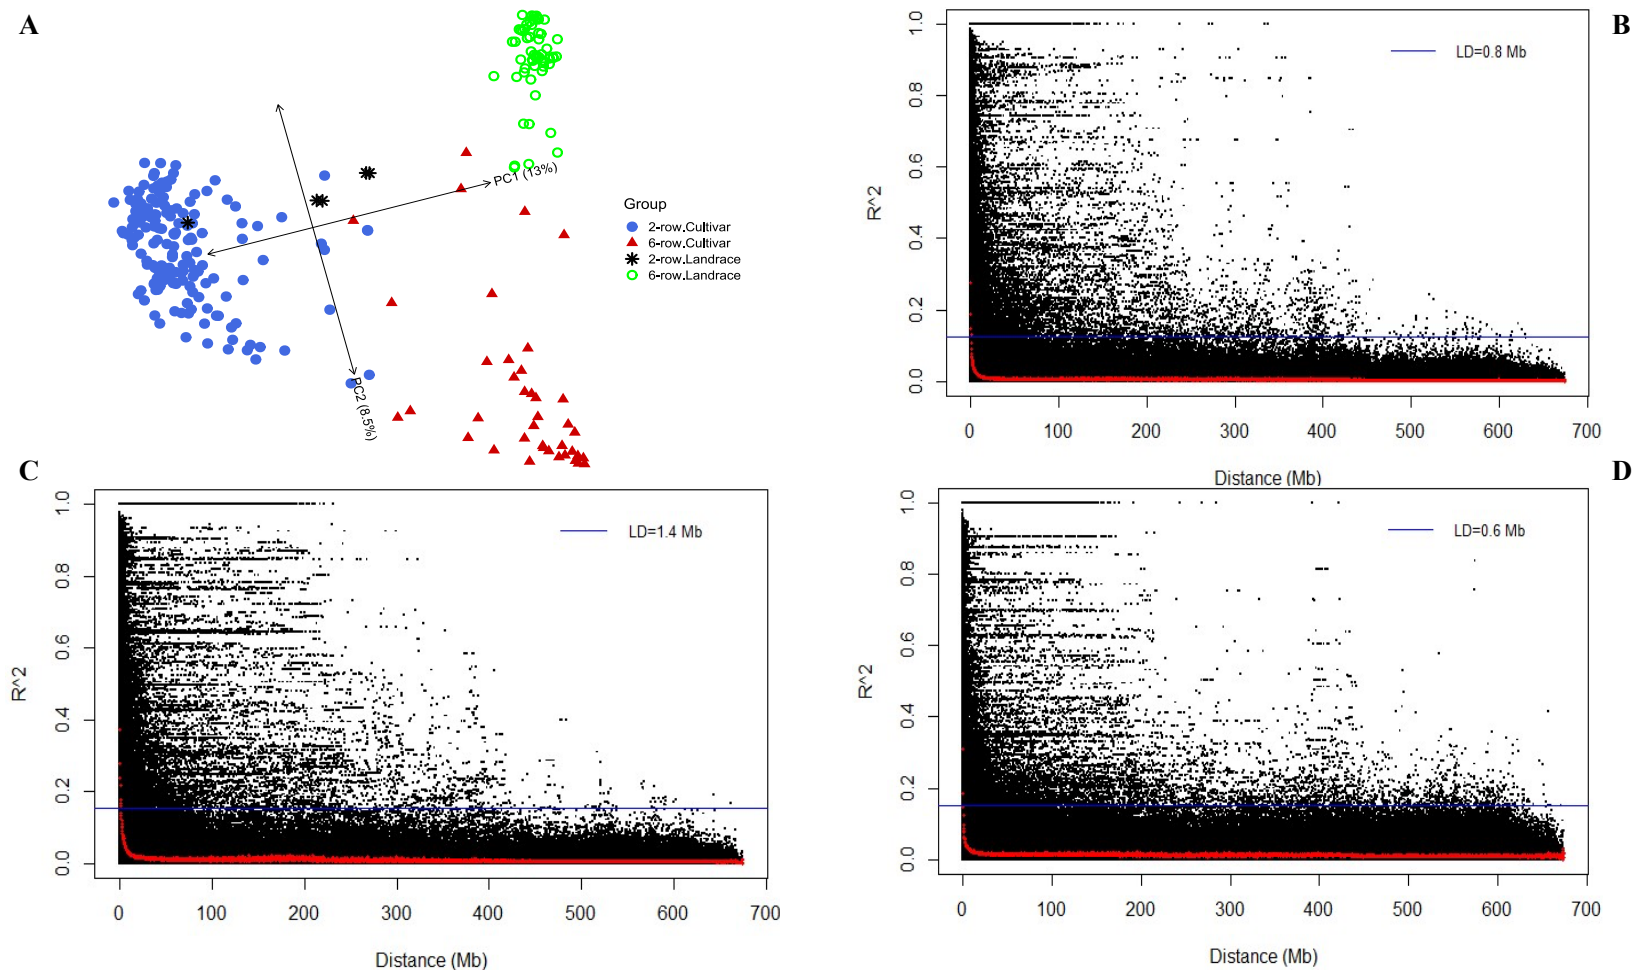 A
PC1 (13%)
PC2 (8.5%)
Group
2-row.Cultivar
6-row.Cultivar
2-row.Landrace
6-row.Landrace
B
LD=0.8 Mb
R^2
0.0 0.2 0.4 0.6 0.8 1.0
0 100 200 300 400 500 600 700
Distance (Mb)
C
LD=1.4 Mb
R^2
0.0 0.2 0.4 0.6 0.8 1.0
0 100 200 300 400 500 600 700
Distance (Mb)
D
LD=0.6 Mb
R^2
0.0 0.2 0.4 0.6 0.8 1.0
0 100 200 300 400 500 600 700
Distance (Mb)